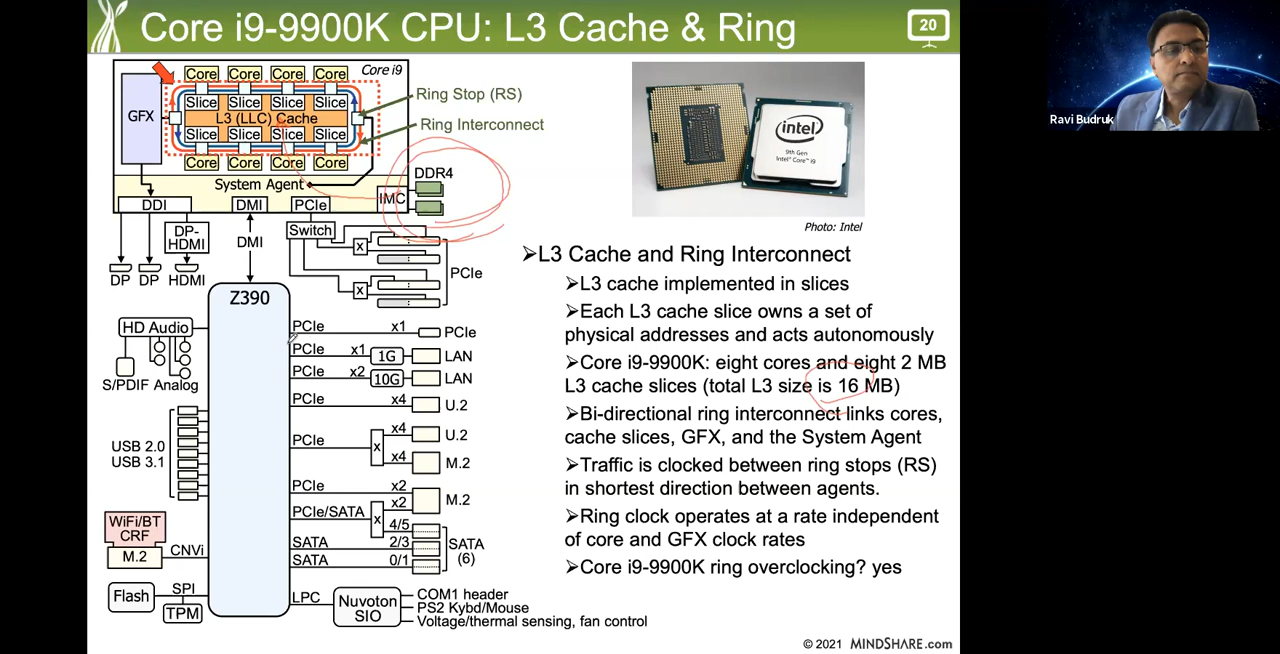 Core i9-9900K CPU: L3 Cache & Ring
20
Core Core Core Core Core i9
Slice Slice Slice Slice
GFX
L3 (LLC) Cache
Slice Slice Slice Slice
Core Core Core Core
Ring Stop (RS)
Ring Interconnect
System Agent
DDR4
IMC
DDI DMI PCIe
DP-
HDMI
DMI
Switch
x
x
PCIe
DP DP HDMI
Z390
HD Audio
S/PDIF Analog
USB 2.0
USB 3.1
WiFi/BT
CRF
M.2
CNVi
Flash
SPI
TPM
PCIe x1 PCIe
PCIe x1 1G LAN
PCIe x2 10G LAN
PCIe x4 U.2
PCIe x x4 U.2
x4 M.2
PCIe x2 M.2
PCIe/SATA x x2
4/5
SATA 2/3
SATA 0/1
SATA
(6)
LPC
Nuvoton
SIO
COM1 header
PS2 Kybd/Mouse
Voltage/thermal sensing, fan control
intel
9th Gen
Intel® Core™ i9
Photo: Intel
➢L3 Cache and Ring Interconnect
➢L3 cache implemented in slices
➢Each L3 cache slice owns a set of
physical addresses and acts autonomously
➢Core i9-9900K: eight cores and eight 2 MB
L3 cache slices (total L3 size is 16 MB)
➢Bi-directional ring interconnect links cores,
cache slices, GFX, and the System Agent
➢Traffic is clocked between ring stops (RS)
in shortest direction between agents.
➢Ring clock operates at a rate independent
of core and GFX clock rates
➢Core i9-9900K ring overclocking? yes
© 2021 MINDSHARE.com
Ravi Budruk